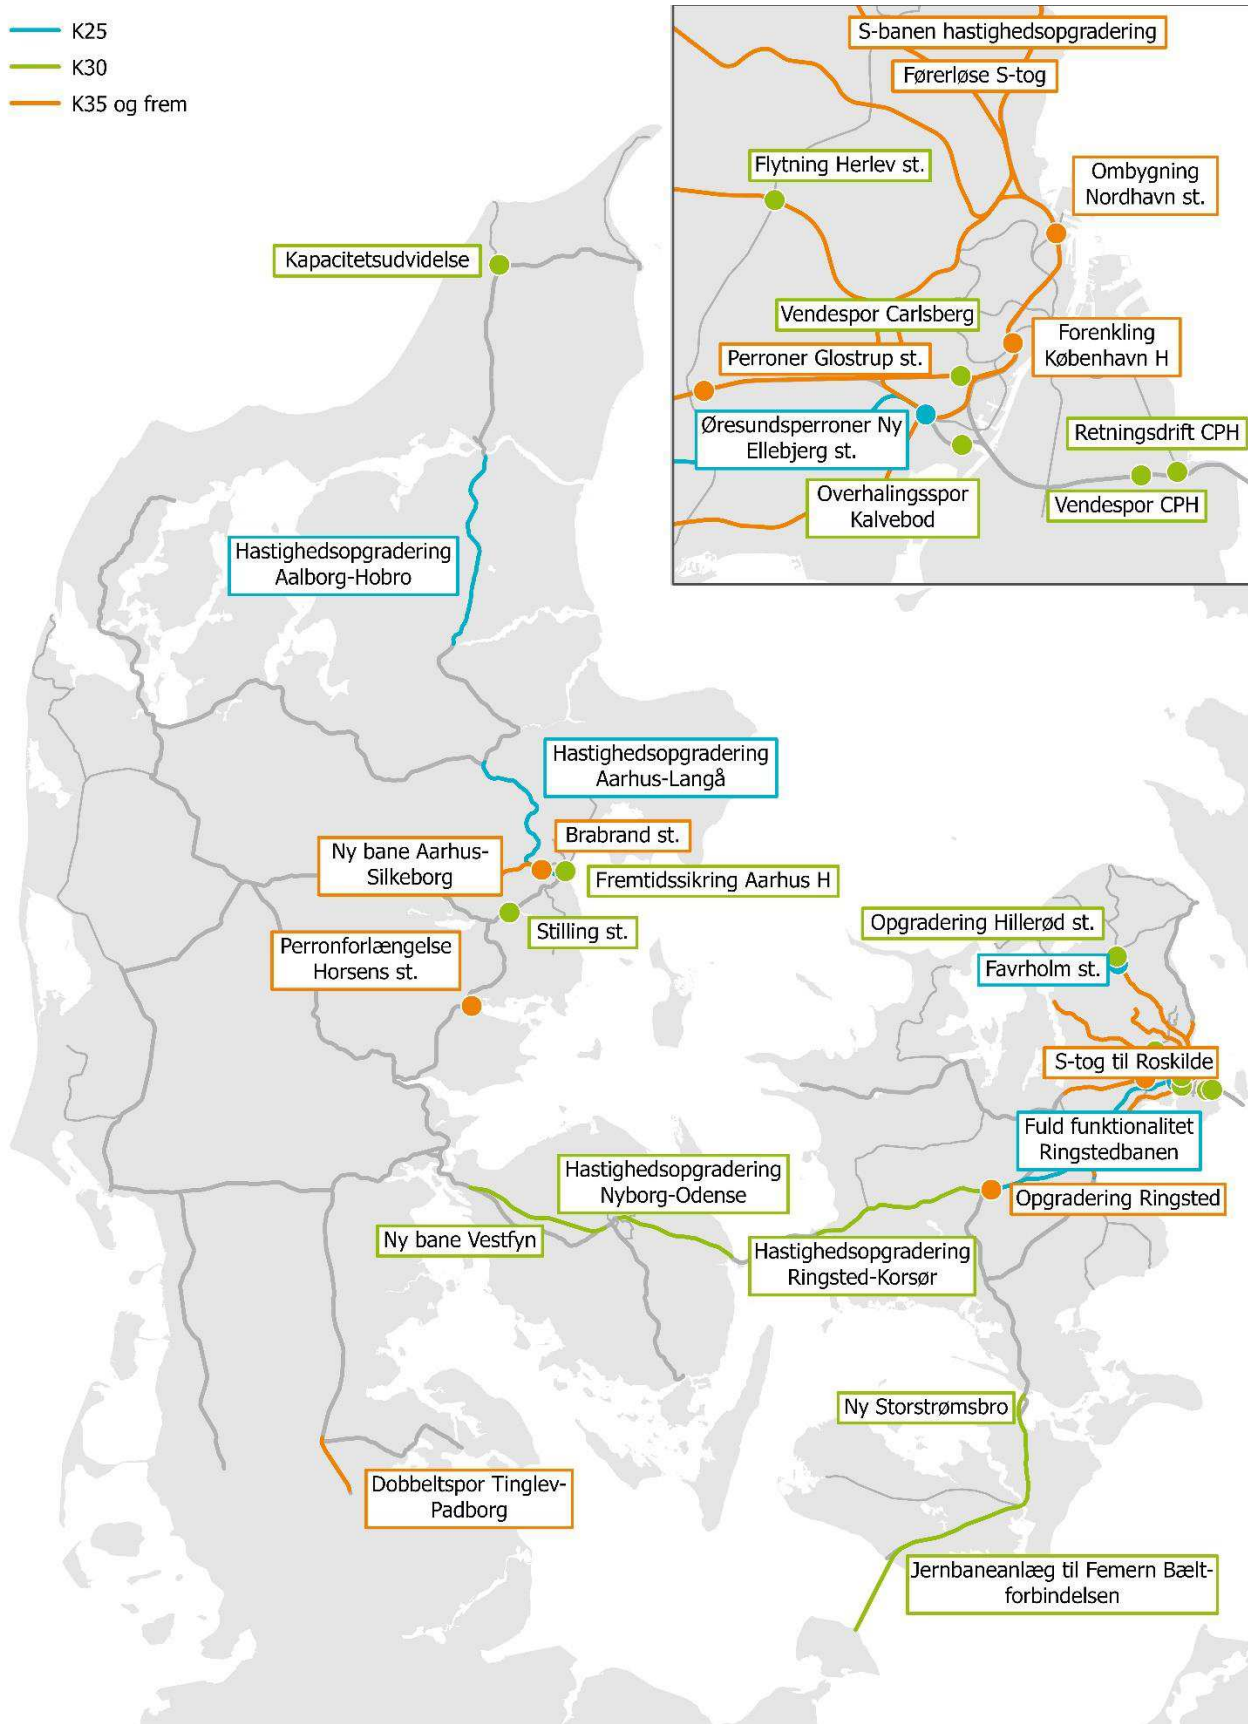 K25
K30
K35 og frem
S-banen hastighedsopgradering
Førerløse S-tog
Flytning Herlev st.
Ombygning
Nordhavn st.
Vendespor Carlsberg
Forenkling
København H
Perroner Glostrup st.
Øresundsperroner Ny
Ellebjerg st.
Retningsdrift CPH
Overhalingsspor
Kalvebod
Vendespor CPH
Kapacitetsudvidelse
Hastighedsopgradering
Aalborg-Hobro
Hastighedsopgradering
Aarhus-Langå
Brabrand st.
Ny bane Aarhus-
Silkeborg
Fremtidssikring Aarhus H
Stilling st.
Perronforlængelse
Horsens st.
Opgradering Hillerød st.
Favrholm st.
S-tog til Roskilde
Fuld funktionalitet
Ringstedbanen
Hastighedsopgradering
Nyborg-Odense
Opgradering Ringsted
Ny bane Vestfyn
Hastighedsopgradering
Ringsted-Korsør
Ny Storstrømsbro
Dobbeltspor Tinglev-
Padborg
Jernbaneanlæg til Femern Bælt-
forbindelsen